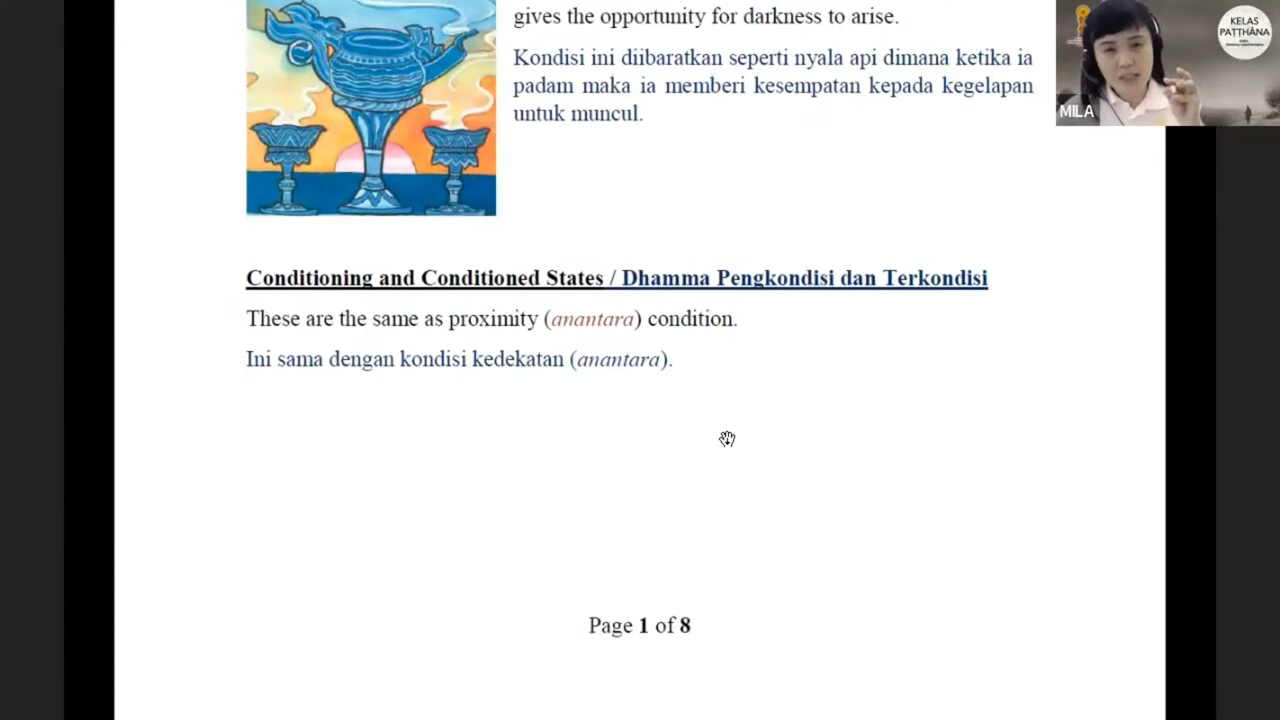 gives the opportunity for darkness to arise.
Kondisi ini diibaratkan seperti nyala api dimana ketika ia
padam maka ia memberi kesempatan kepada kegelapan
untuk muncul.
MILA
KELAS
PAṬṬHĀNA
Conditioning and Conditioned States / Dhamma Pengkondisi dan Terkondisi
These are the same as proximity (anantara) condition.
Ini sama dengan kondisi kedekatan (anantara).
Page 1 of 8